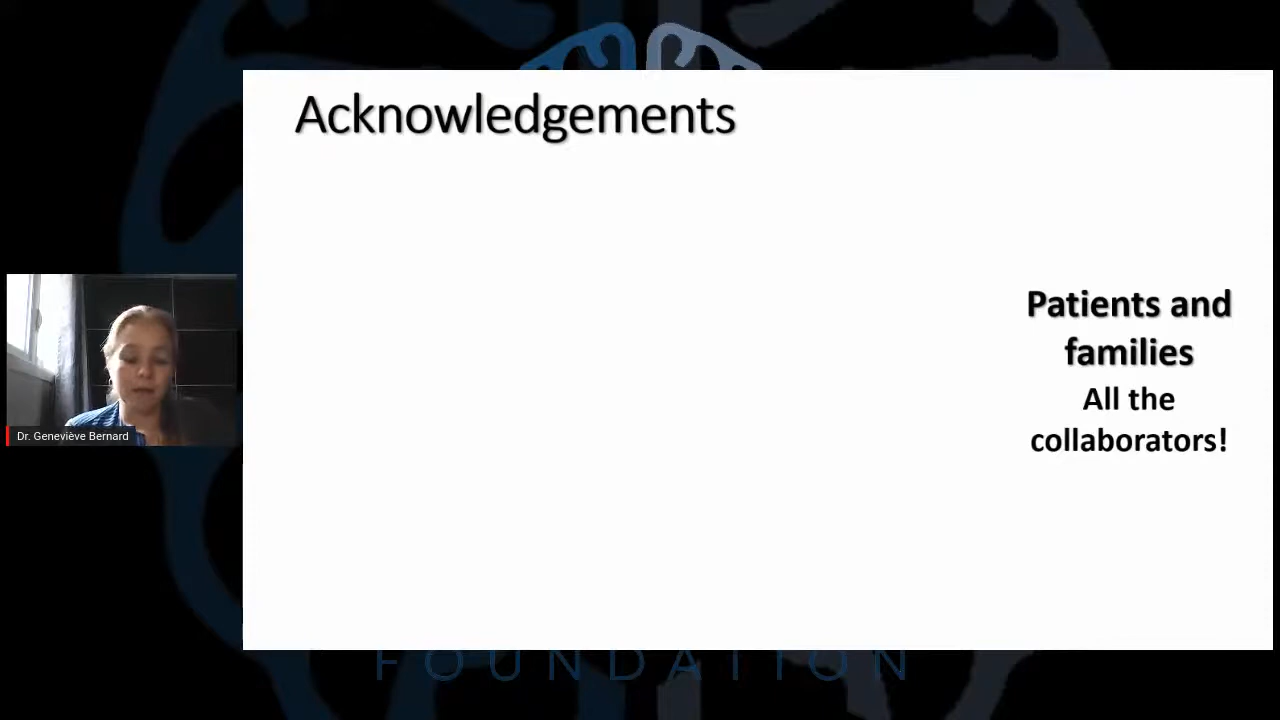 Acknowledgements
Patients and
families
All the
collaborators!
Dr. Geneviève Bernard
FOUNDATION